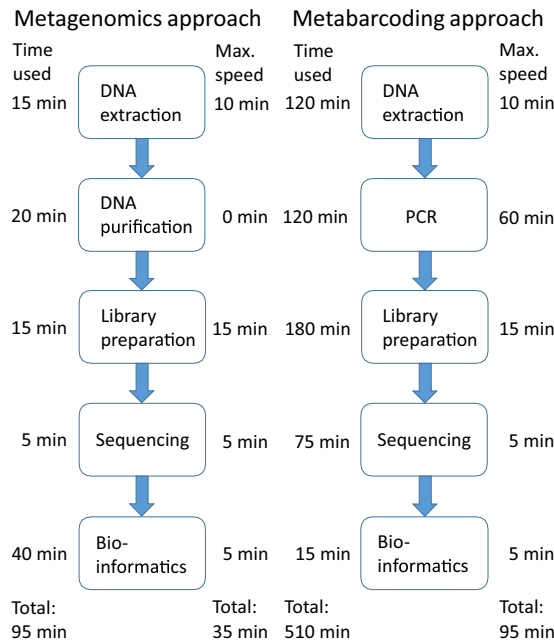 Metagenomics approach
Time
used
Max.
speed
15 min
DNA
extraction
10 min
20 min
DNA
purification
0 min
15 min
Library
preparation
15 min
5 min
Sequencing
5 min
40 min
Bio-
informatics
5 min
Total:
95 min
Total:
35 min
Metabarcoding approach
Time
used
Max.
speed
120 min
DNA
extraction
10 min
120 min
PCR
60 min
180 min
Library
preparation
15 min
75 min
Sequencing
5 min
15 min
Bio-
informatics
5 min
Total:
510 min
Total:
95 min